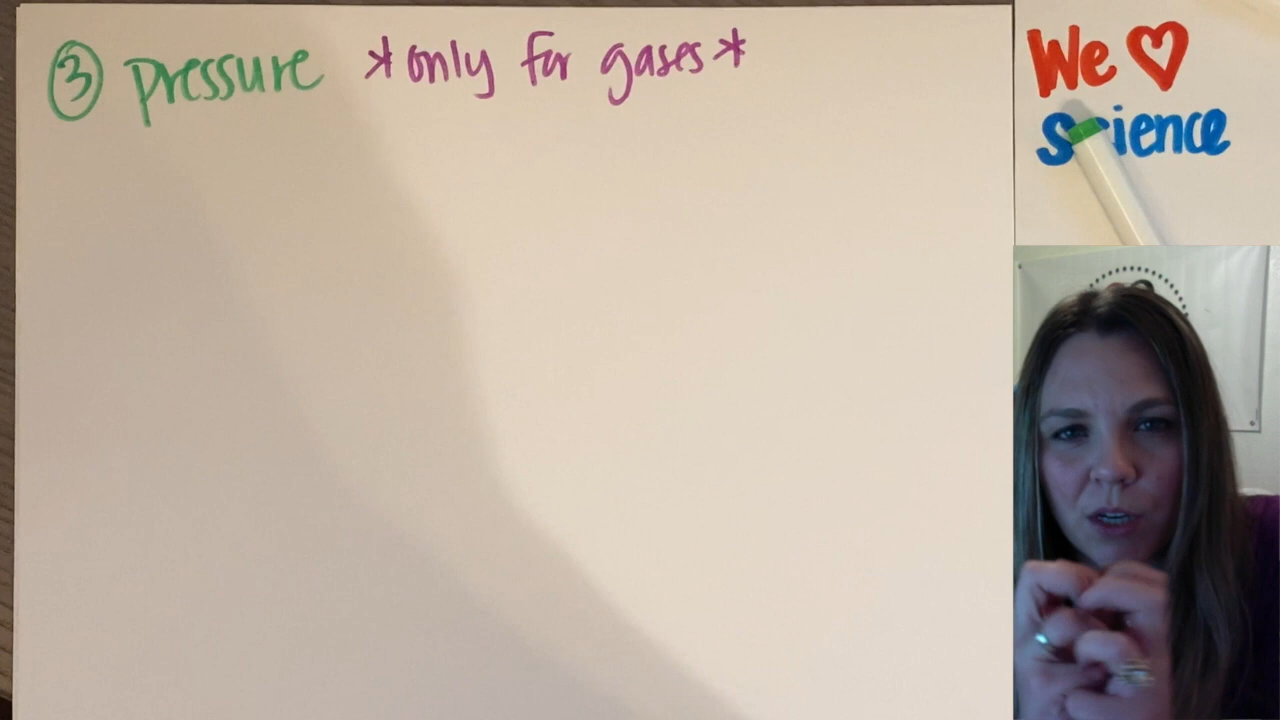 ③ Pressure *only for gases*
We ♡
Science